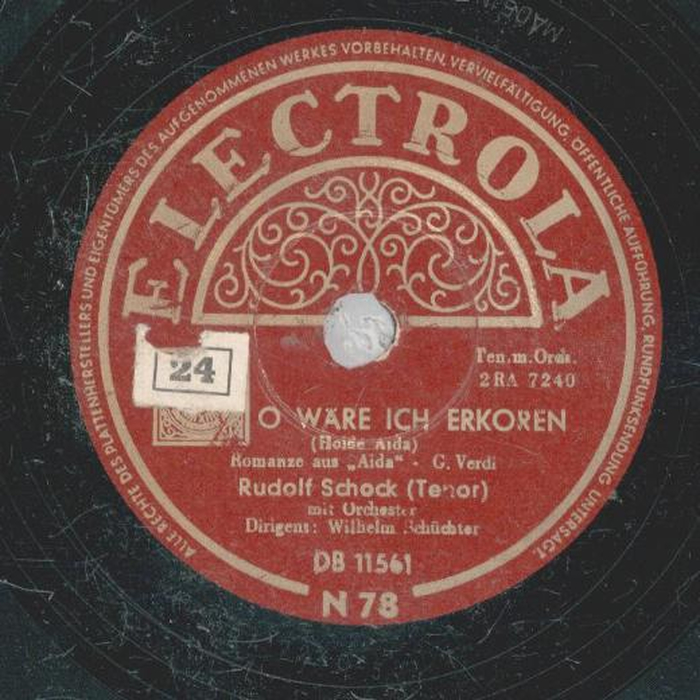 MADE IN
ALLE RECHTE DES PLATTENHERSTELLERS UND EIGENTÜMERS DES AUFGENOMMENEN WERKES VORBEHALTEN. VERVIELFÄLTIGUNG, ÖFFENTLICHE AUFFÜHRUNG, RUNDFUNKSENDUNG UNTERSAGT.
ELECTROLA
24
Ten. m. Orch.
2RA 7240
O WÄRE ICH ERKOREN
(Holde Aida)
Romanze aus „Aida“ - G. Verdi
Rudolf Schock (Tenor)
mit Orchester
Dirigent: Wilhelm Schüchter
DB 11561
N 78